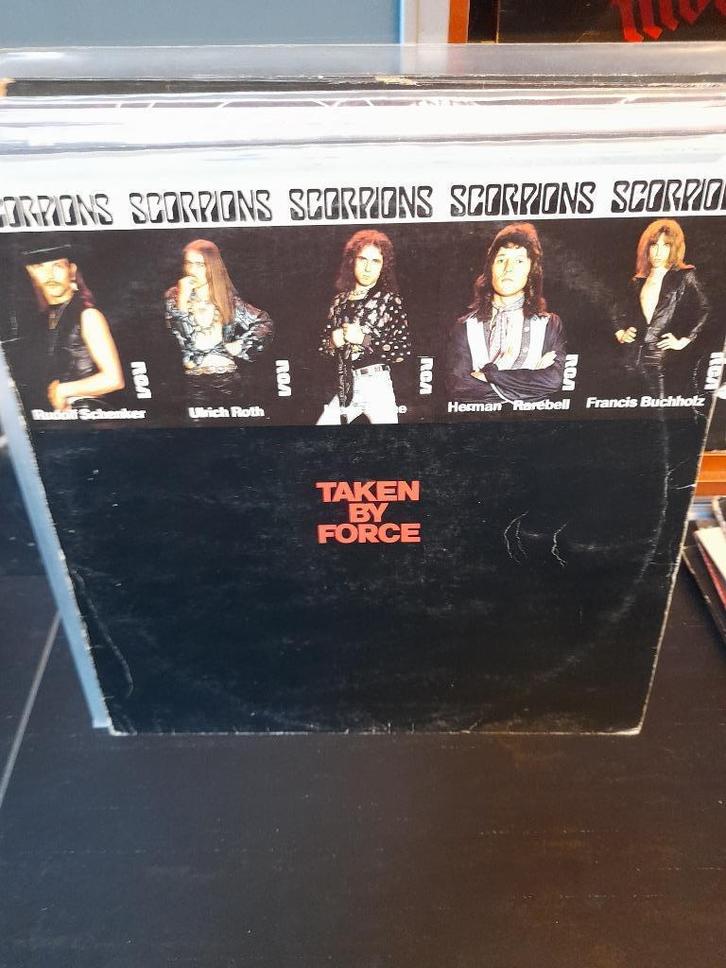 SCORPIONS SCORPIONS SCORPIONS SCORPIONS SCORPIO
RCA RCA RCA RCA RCA
Rudolf Schenker Ulrich Roth Herman Rarebell Francis Buchholz
TAKEN
BY
FORCE